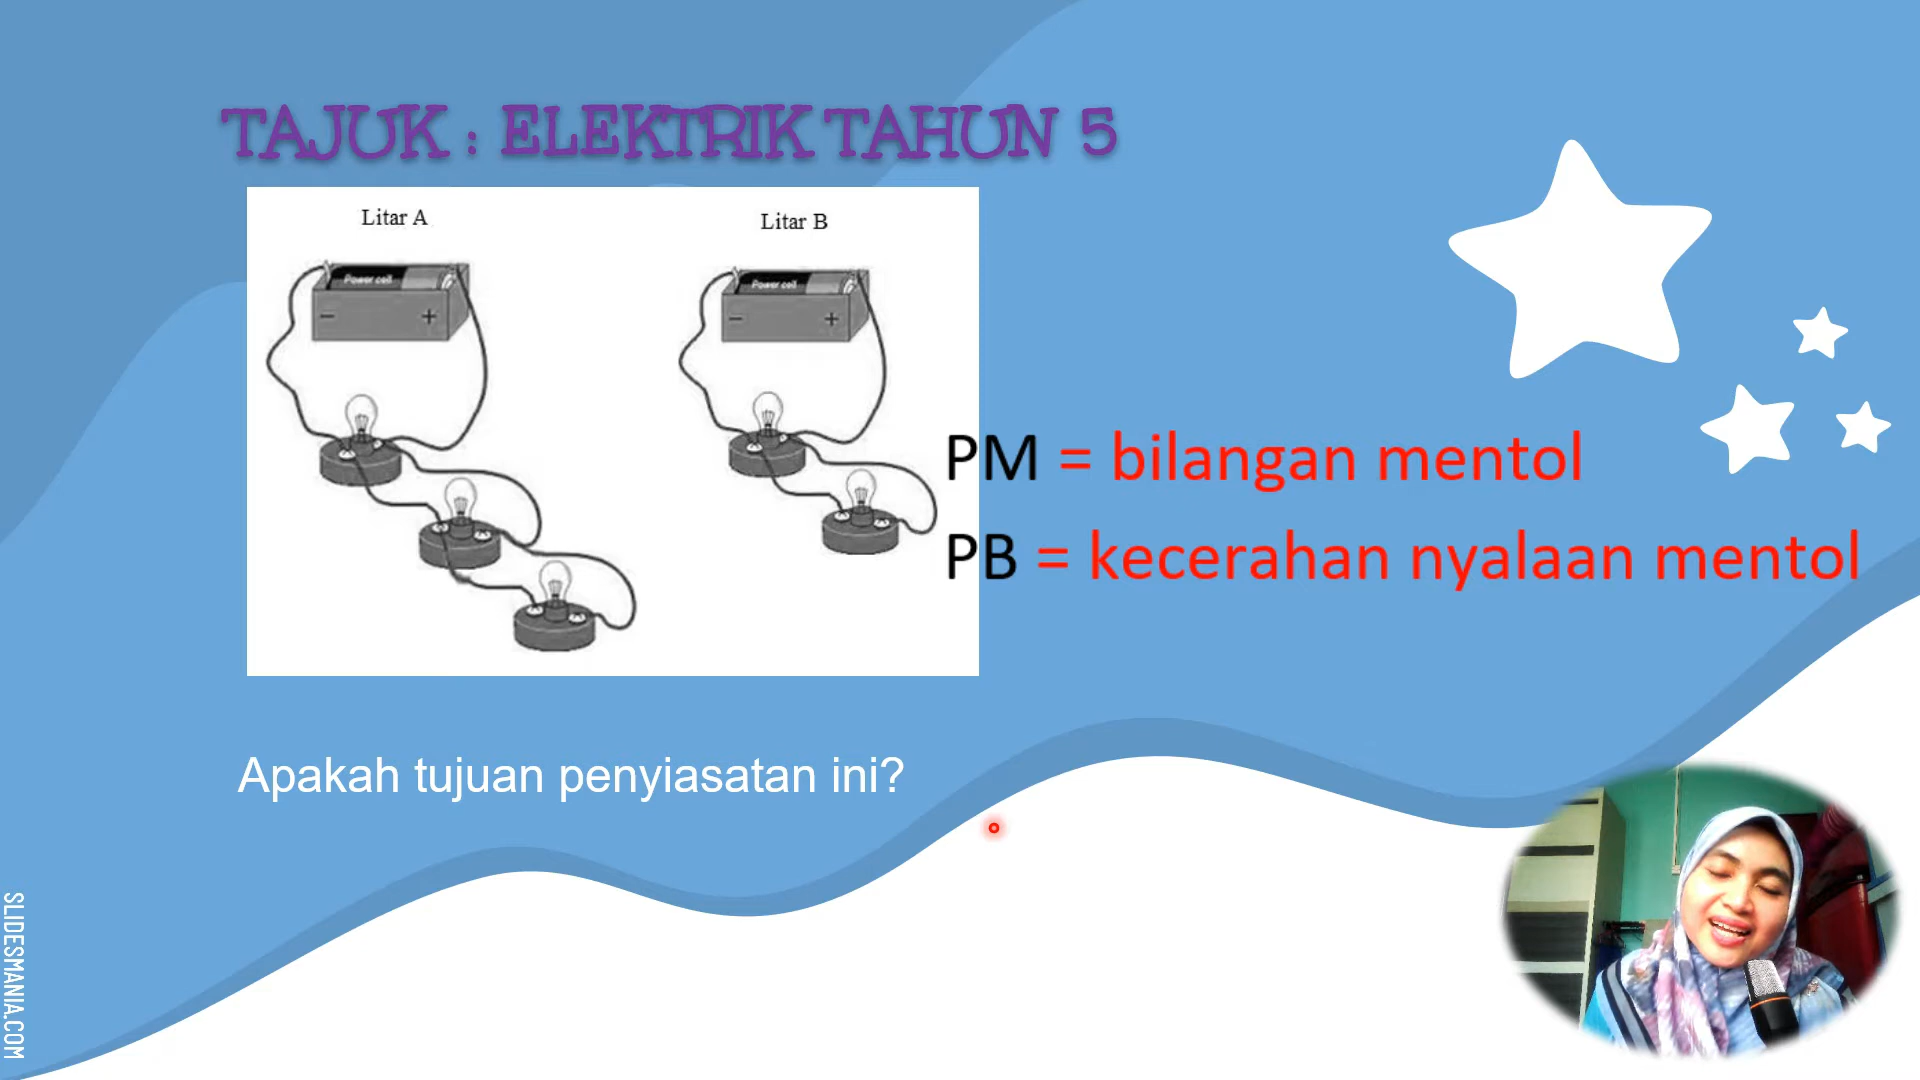 TAJUK : ELEKTRIK TAHUN 5
Litar A
Litar B
Power cell
Power cell
− +
− +
PM = bilangan mentol
PB = kecerahan nyalaan mentol
Apakah tujuan penyiasatan ini?
SLIDESMANIA.COM